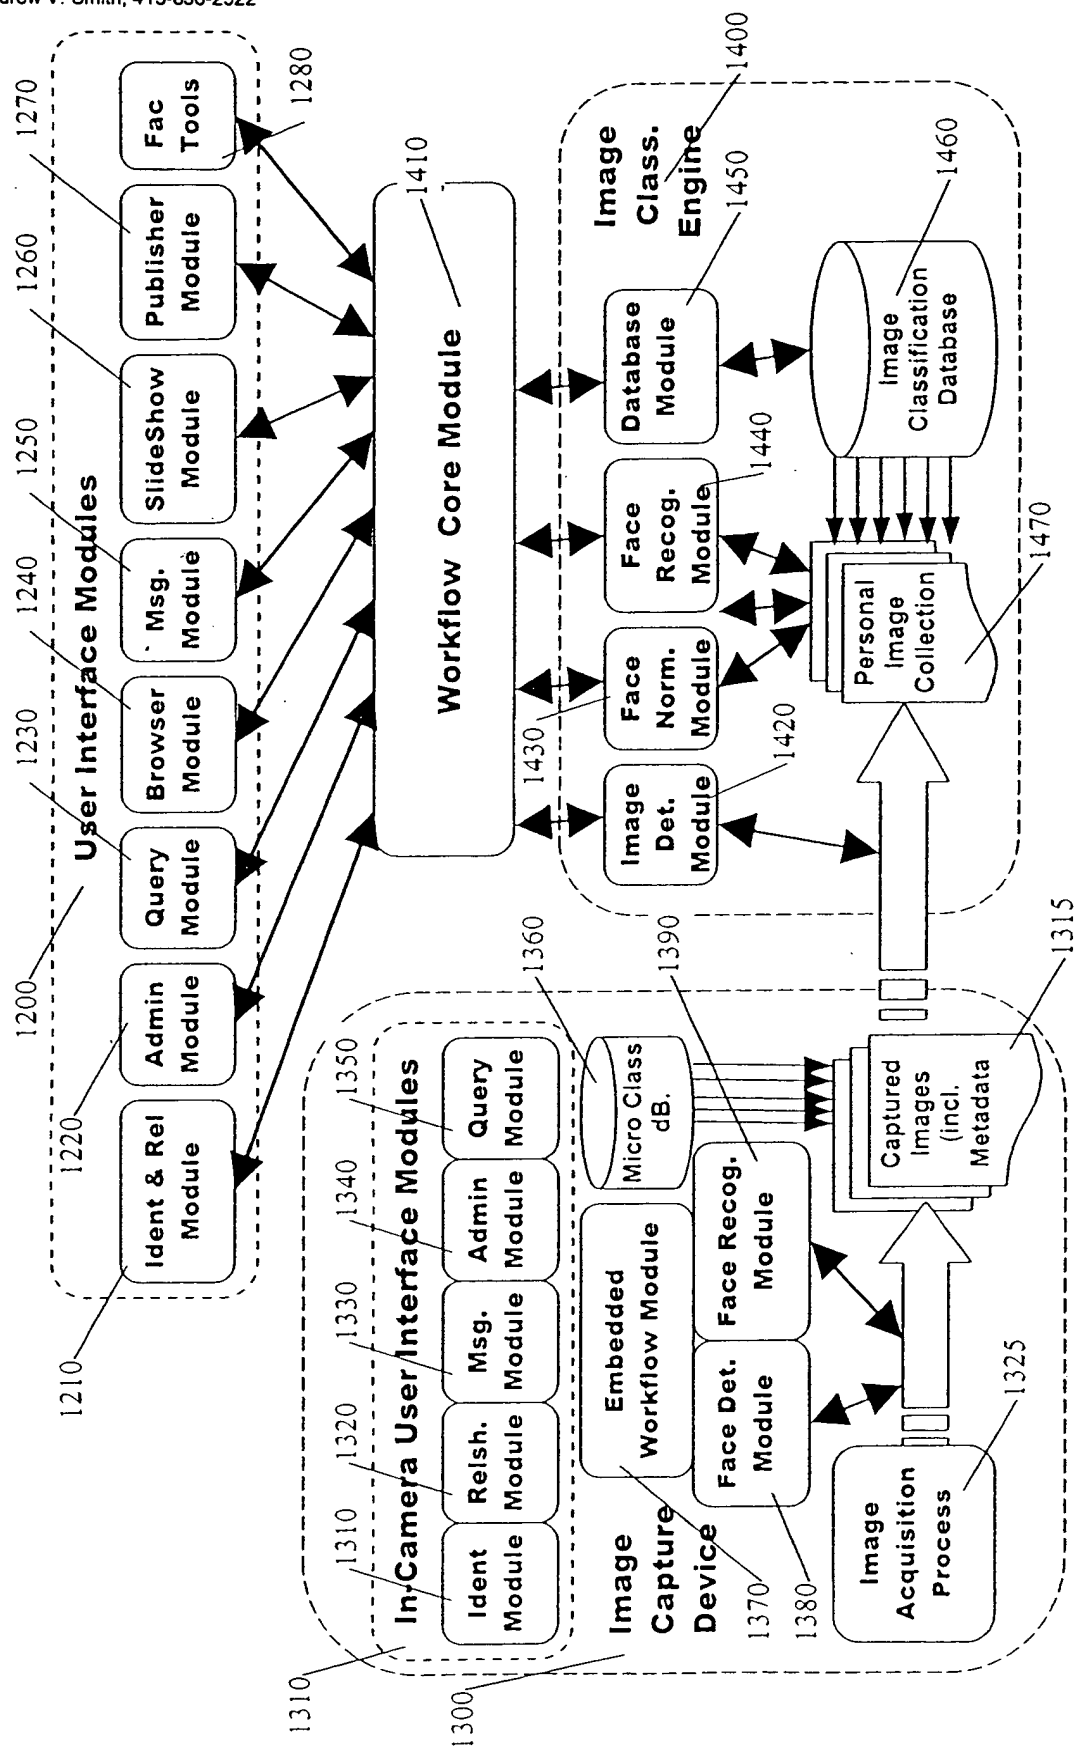 1200
User Interface Modules
1210
1220
1230
1240
1250
1260
1270
1280
Ident & Rel
Module
Admin
Module
Query
Module
Browser
Module
Msg.
Module
SlideShow
Module
Publisher
Module
Fac
Tools
Workflow Core Module
1410
1310
In-Camera User Interface Modules
1310
1320
1330
1340
1350
Ident
Module
Relsh.
Module
Msg.
Module
Admin
Module
Query
Module
1300
Image
Capture
Device
1370
1380
Embedded
Workflow Module
Micro Class
dB.
1360
1390
Face Det.
Module
Face Recog.
Module
Image
Acquisition
Process
1325
Captured
Images
(incl.
Metadata
1315
Image
Class.
Engine
1400
1430
1420
1440
1450
Image
Det.
Module
Face
Norm.
Module
Face
Recog.
Module
Database
Module
Personal
Image
Collection
1470
Image
Classification
Database
1460
V. Smith, 415-856-2522